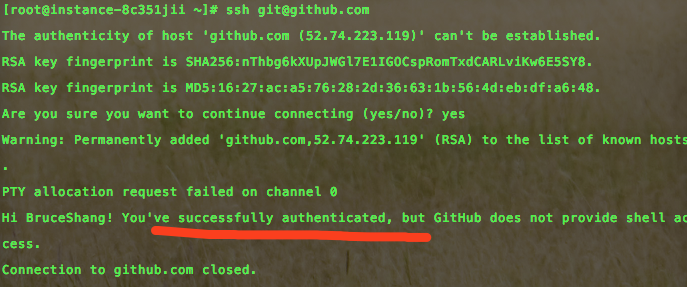 [root@instance-8c351jii ~]# ssh git@github.com
The authenticity of host 'github.com (52.74.223.119)' can't be established.
RSA key fingerprint is SHA256:nThbg6kXUpJWGl7E1IGOCspRomTxdCARLviKw6E5SY8.
RSA key fingerprint is MD5:16:27:ac:a5:76:28:2d:36:63:1b:56:4d:eb:df:a6:48.
Are you sure you want to continue connecting (yes/no)? yes
Warning: Permanently added 'github.com,52.74.223.119' (RSA) to the list of known hosts
.
PTY allocation request failed on channel 0
Hi BruceShang! You've successfully authenticated, but GitHub does not provide shell ac
cess.
Connection to github.com closed.